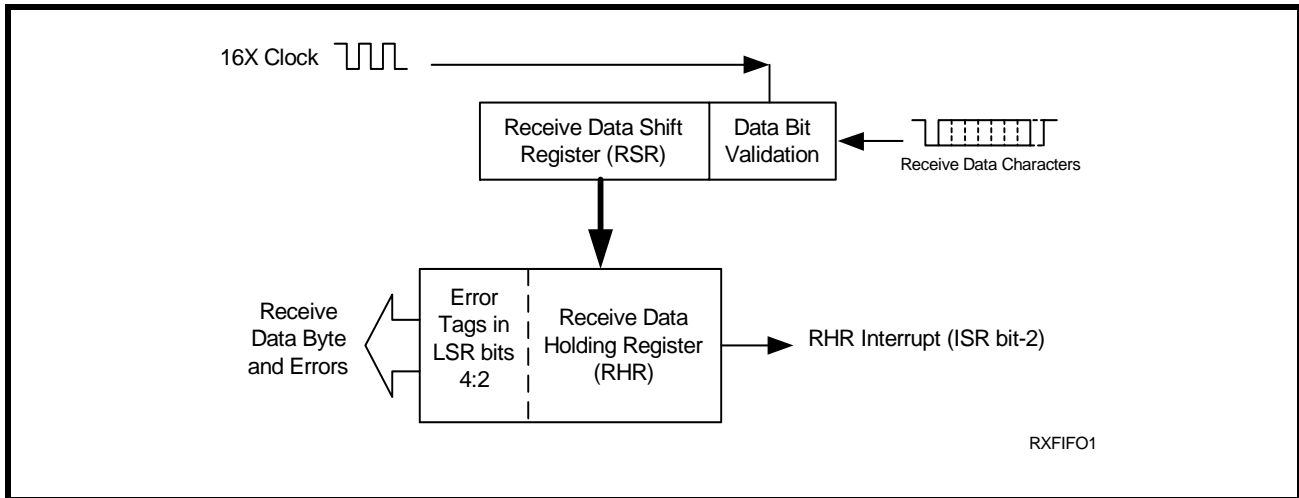 16X Clock
Receive Data Shift
Register (RSR)
Data Bit
Validation
Receive Data Characters
Receive
Data Byte
and Errors
Error
Tags in
LSR bits
4:2
Receive Data
Holding Register
(RHR)
RHR Interrupt (ISR bit-2)
RXFIFO1